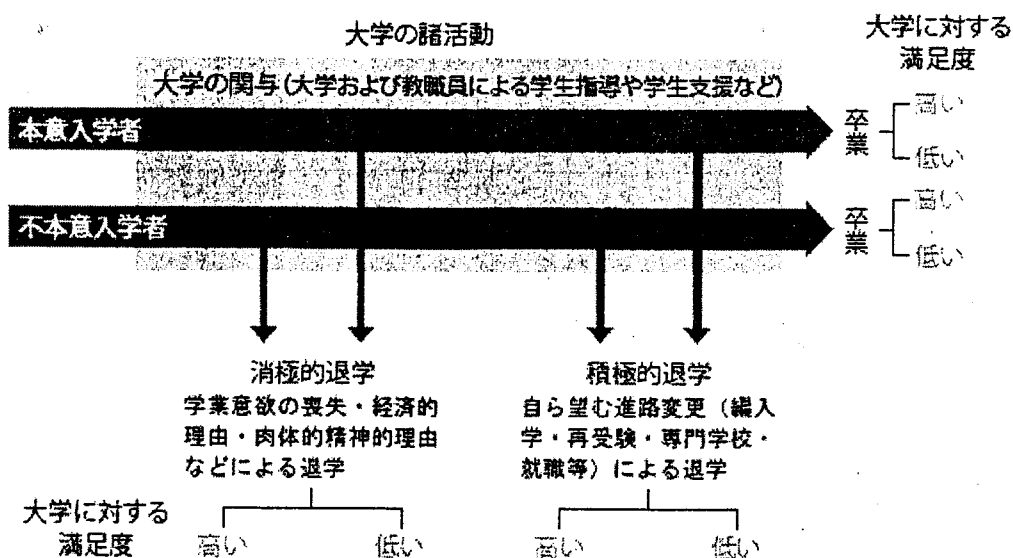 大学の諸活動
大学に対する
満足度
大学の関与(大学および教職員による学生指導や学生支援など)
本意入学者
卒業
高い
低い
不本意入学者
卒業
高い
低い
消極的退学
学業意欲の喪失・経済的
理由・肉体的精神的理由
などによる退学
積極的退学
自ら望む進路変更(編入
学・再受験・専門学校・
就職等)による退学
大学に対する
満足度
高い
低い
高い
低い